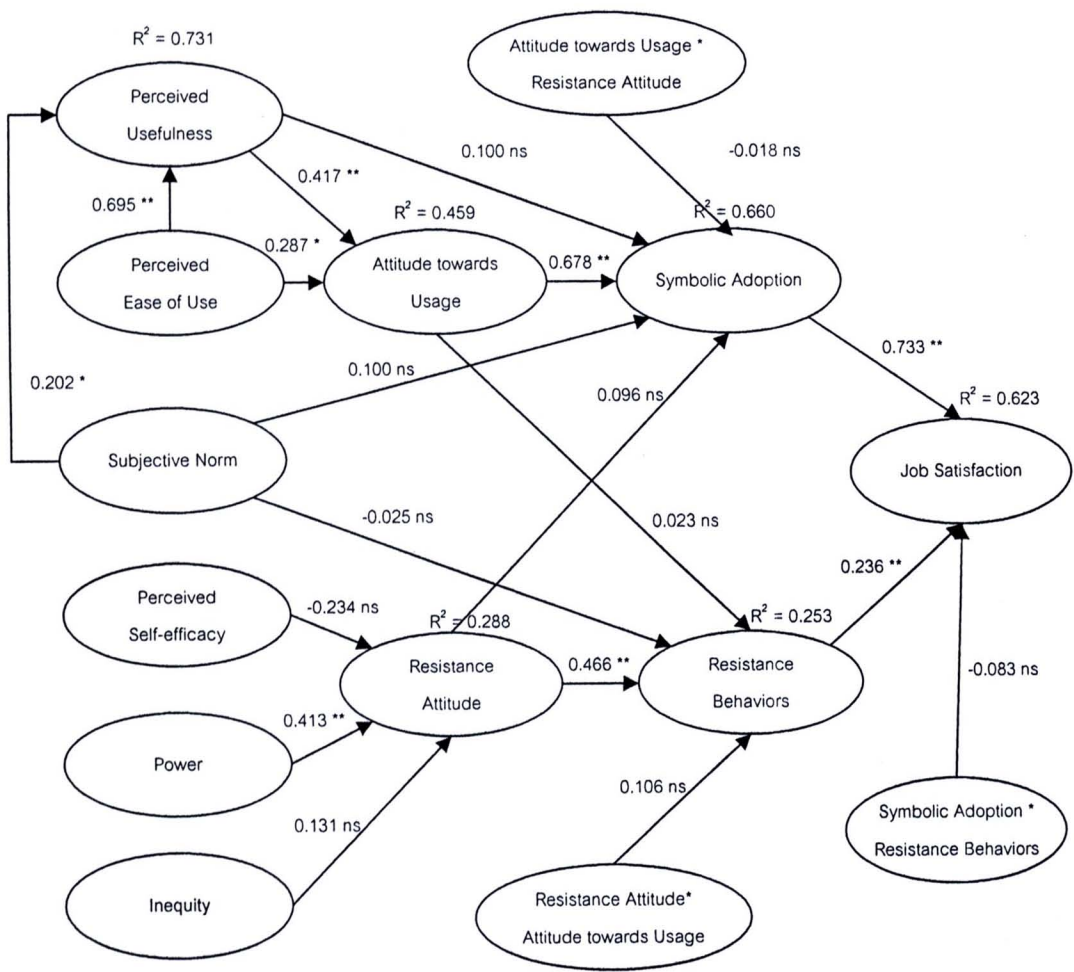 R² = 0.731
Attitude towards Usage *
Resistance Attitude
Perceived
Usefulness
0.100 ns
-0.018 ns
0.417 **
0.695 **
R² = 0.459
R² = 0.660
0.287 *
Perceived
Ease of Use
Attitude towards
Usage
0.678 **
Symbolic Adoption
0.733 **
0.100 ns
0.202 *
0.096 ns
R² = 0.623
Subjective Norm
Job Satisfaction
-0.025 ns
0.023 ns
0.236 **
Perceived
Self-efficacy
-0.234 ns
R² = 0.288
R² = 0.253
Resistance
Attitude
0.466 **
Resistance
Behaviors
-0.083 ns
0.413 **
Power
0.106 ns
0.131 ns
Symbolic Adoption *
Resistance Behaviors
Inequity
Resistance Attitude*
Attitude towards Usage